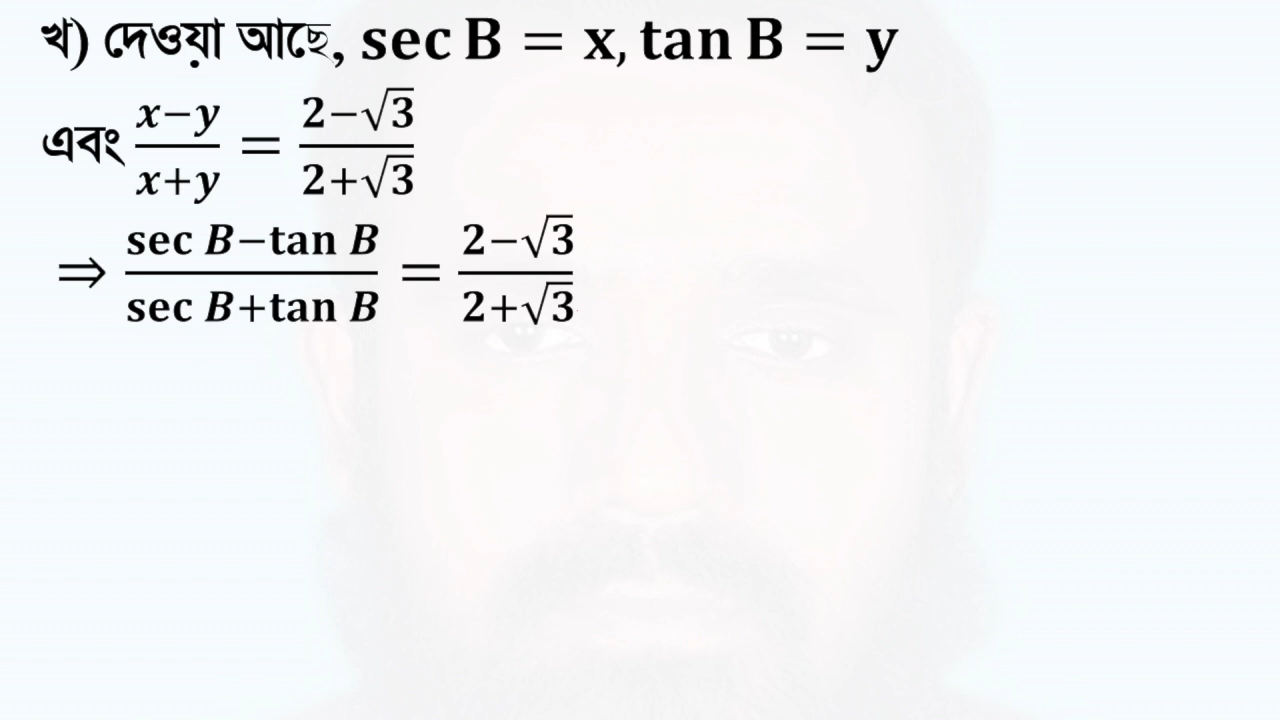 খ) দেওয়া আছে, sec B = x, tan B = y
এবং (x−y)/(x+y) = (2−√3)/(2+√3)
⇒ (sec B−tan B)/(sec B+tan B) = (2−√3)/(2+√3)